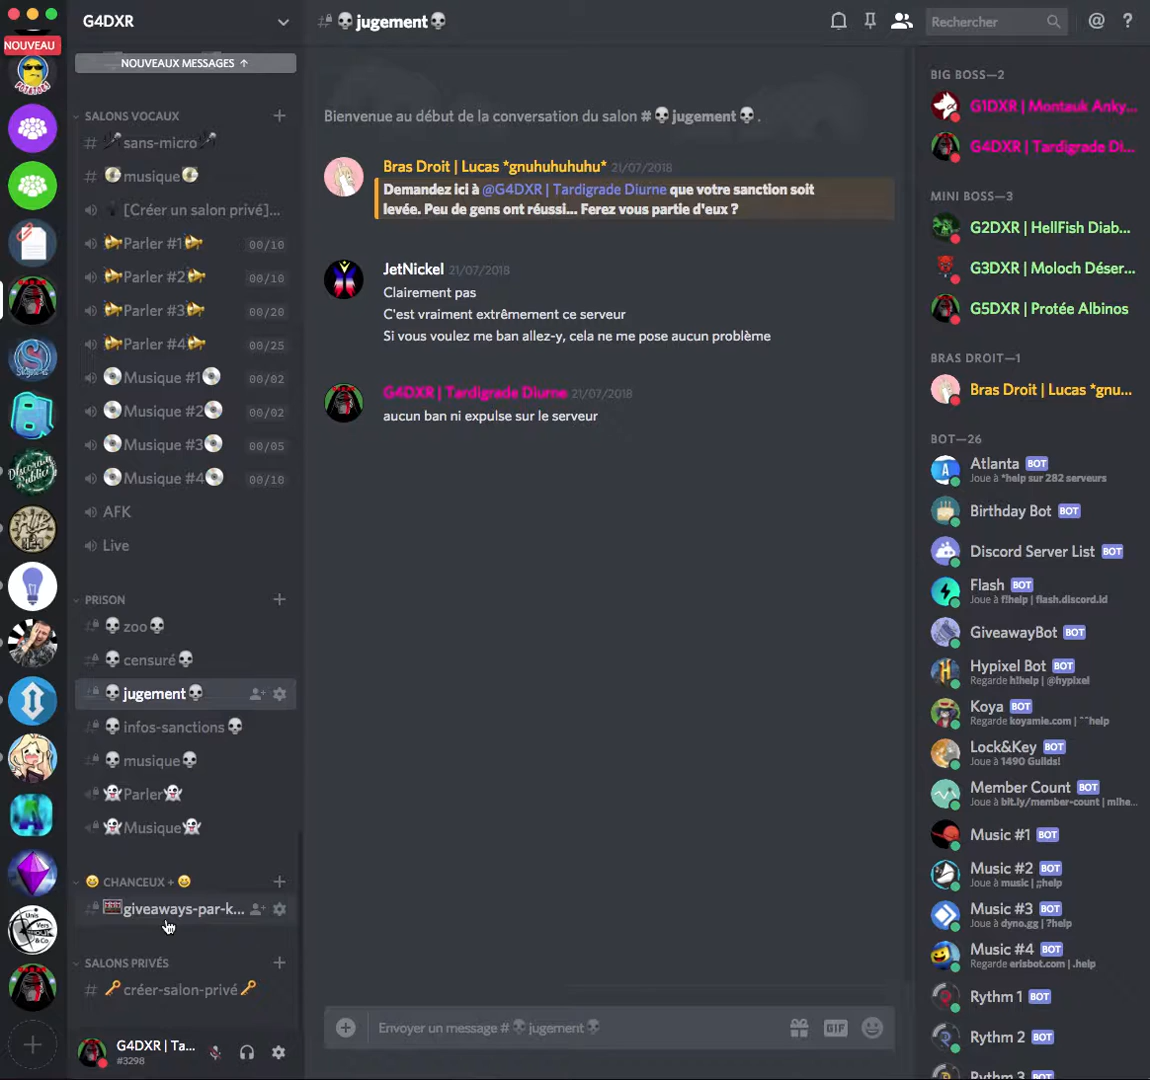 G4DXR
NOUVEAU
NOUVEAUX MESSAGES ↑
SALONS VOCAUX
sans-micro
musique
[Créer un salon privé]...
Parler #1 00/10
Parler #2 00/10
Parler #3 00/20
Parler #4 00/25
Musique #1 00/02
Musique #2 00/02
Musique #3 00/05
Musique #4 00/10
AFK
Live
PRISON
💀zoo💀
💀censuré💀
💀jugement💀
💀infos-sanctions💀
💀musique💀
👻Parler👻
👻Musique👻
😀 CHANCEUX + 😀
giveaways-par-k...
SALONS PRIVÉS
créer-salon-privé
G4DXR | Ta...
#3298
# 💀jugement💀
Rechercher
Bienvenue au début de la conversation du salon #💀jugement💀.
Bras Droit | Lucas *gnuhuhuhuhu* 21/07/2018
Demandez ici à @G4DXR | Tardigrade Diurne que votre sanction soit
levée. Peu de gens ont réussi... Ferez vous partie d'eux ?
JetNickel 21/07/2018
Clairement pas
C'est vraiment extrêmement ce serveur
Si vous voulez me ban allez-y, cela ne me pose aucun problème
G4DXR | Tardigrade Diurne 21/07/2018
aucun ban ni expulse sur le serveur
Envoyer un message #💀jugement💀
GIF
BIG BOSS—2
G1DXR | Montauk Anky...
G4DXR | Tardigrade Di...
MINI BOSS—3
G2DXR | HellFish Diab...
G3DXR | Moloch Déser...
G5DXR | Protée Albinos
BRAS DROIT—1
Bras Droit | Lucas *gnu...
BOT—26
Atlanta BOT
Joue à *help sur 282 serveurs
Birthday Bot BOT
Discord Server List BOT
Flash BOT
Joue à f!help | flash.discord.id
GiveawayBot BOT
Hypixel Bot BOT
Regarde h!help | @hypixel
Koya BOT
Regarde koyamie.com | ^^help
Lock&Key BOT
Joue à 1490 Guilds!
Member Count BOT
Joue à bit.ly/member-count | m!he...
Music #1 BOT
Music #2 BOT
Joue à music | ;;help
Music #3 BOT
Joue à dyno.gg | ?help
Music #4 BOT
Regarde erisbot.com | .help
Rythm 1 BOT
Rythm 2 BOT
Rythm 3 BOT